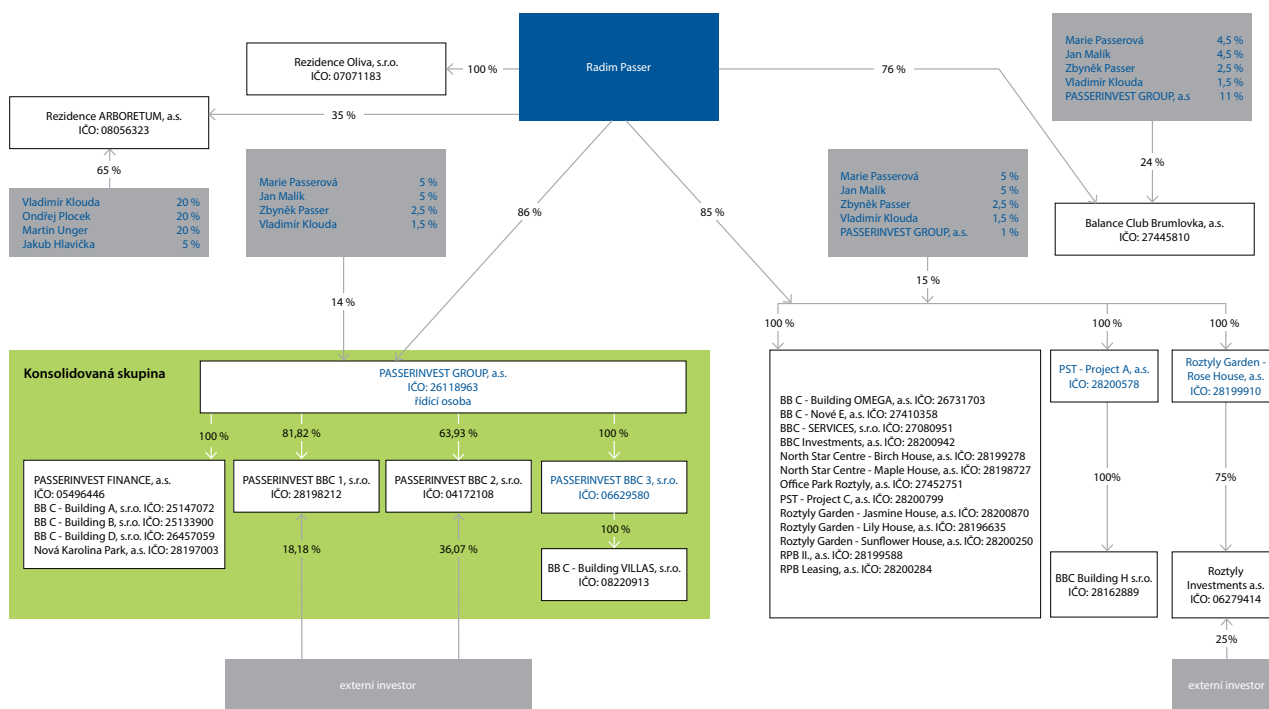 Radim Passer
Rezidence Oliva, s.r.o.
IČO: 07071183
100 %
76 %
Marie Passerová 4,5 %
Jan Malík 4,5 %
Zbyněk Passer 2,5 %
Vladimír Klouda 1,5 %
PASSERINVEST GROUP, a.s 11 %
Rezidence ARBORETUM, a.s.
IČO: 08056323
35 %
65 %
24 %
Vladimír Klouda 20 %
Ondřej Plocek 20 %
Martin Unger 20 %
Jakub Hlavička 5 %
Marie Passerová 5 %
Jan Malík 5 %
Zbyněk Passer 2,5 %
Vladimír Klouda 1,5 %
86 %
85 %
Marie Passerová 5 %
Jan Malík 5 %
Zbyněk Passer 2,5 %
Vladimír Klouda 1,5 %
PASSERINVEST GROUP, a.s. 1 %
Balance Club Brumlovka, a.s.
IČO: 27445810
14 %
15 %
100 %
100 %
100 %
Konsolidovaná skupina
PASSERINVEST GROUP, a.s.
IČO: 26118963
řídící osoba
100 %
81,82 %
63,93 %
100 %
PASSERINVEST FINANCE, a.s.
IČO: 05496446
BB C - Building A, s.r.o. IČO: 25147072
BB C - Building B, s.r.o. IČO: 25133900
BB C - Building D, s.r.o. IČO: 26457059
Nová Karolina Park, a.s. IČO: 28197003
PASSERINVEST BBC 1, s.r.o.
IČO: 28198212
PASSERINVEST BBC 2, s.r.o.
IČO: 04172108
PASSERINVEST BBC 3, s.r.o.
IČO: 06629580
18,18 %
36,07 %
100 %
BB C - Building VILLAS, s.r.o.
IČO: 08220913
externí investor
BB C - Building OMEGA, a.s. IČO: 26731703
BB C - Nové E, a.s. IČO: 27410358
BBC - SERVICES, s.r.o. IČO: 27080951
BBC Investments, a.s. IČO: 28200942
North Star Centre - Birch House, a.s. IČO: 28199278
North Star Centre - Maple House, a.s. IČO: 28198727
Office Park Roztyly, a.s. IČO: 27452751
PST - Project C, a.s. IČO: 28200799
Roztyly Garden - Jasmine House, a.s. IČO: 28200870
Roztyly Garden - Lily House, a.s. IČO: 28196635
Roztyly Garden - Sunflower House, a.s. IČO: 28200250
RPB II., a.s. IČO: 28199588
RPB Leasing, a.s. IČO: 28200284
PST - Project A, a.s.
IČO: 28200578
100%
BBC Building H s.r.o.
IČO: 28162889
Roztyly Garden -
Rose House, a.s.
IČO: 28199910
75%
Roztyly
Investments a.s.
IČO: 06279414
25%
externí investor